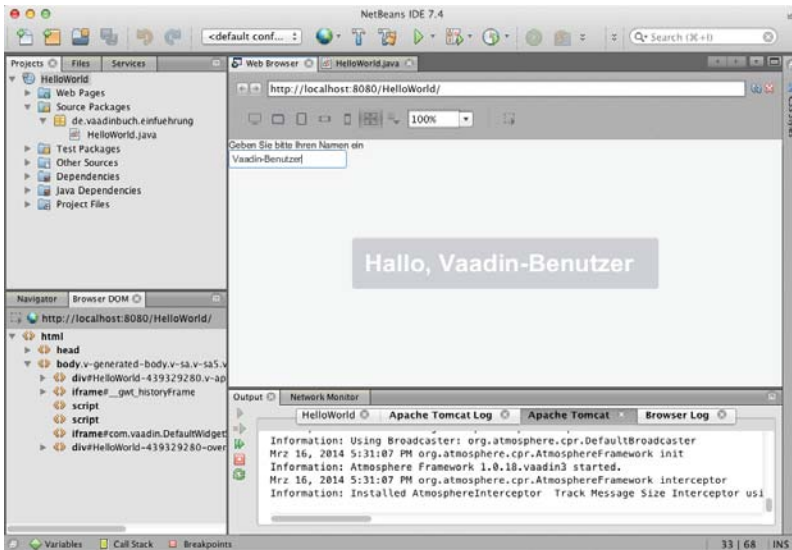 NetBeans IDE 7.4
<default conf...
Search (⌘+I)
Projects
Files
Services
HelloWorld
Web Pages
Source Packages
de.vaadinbuch.einfuehrung
HelloWorld.java
Test Packages
Other Sources
Dependencies
Java Dependencies
Project Files
Web Browser
HelloWorld.java
http://localhost:8080/HelloWorld/
100%
Geben Sie bitte Ihren Namen ein
Vaadin-Benutzer
Hallo, Vaadin-Benutzer
Navigator
Browser DOM
http://localhost:8080/HelloWorld/
html
head
body.v-generated-body.v-sa.v-sa5.v
div#HelloWorld-439329280.v-ap
iframe#__gwt_historyFrame
script
script
iframe#com.vaadin.DefaultWidget
div#HelloWorld-439329280-over
Output
Network Monitor
HelloWorld
Apache Tomcat Log
Apache Tomcat
Browser Log
Information: Using Broadcaster: org.atmosphere.cpr.DefaultBroadcaster
Mrz 16, 2014 5:31:07 PM org.atmosphere.cpr.AtmosphereFramework init
Information: Atmosphere Framework 1.0.18.vaadin3 started.
Mrz 16, 2014 5:31:07 PM org.atmosphere.cpr.AtmosphereFramework interceptor
Information: Installed AtmosphereInterceptor  Track Message Size Interceptor usi
Variables
Call Stack
Breakpoints
33 | 68
INS